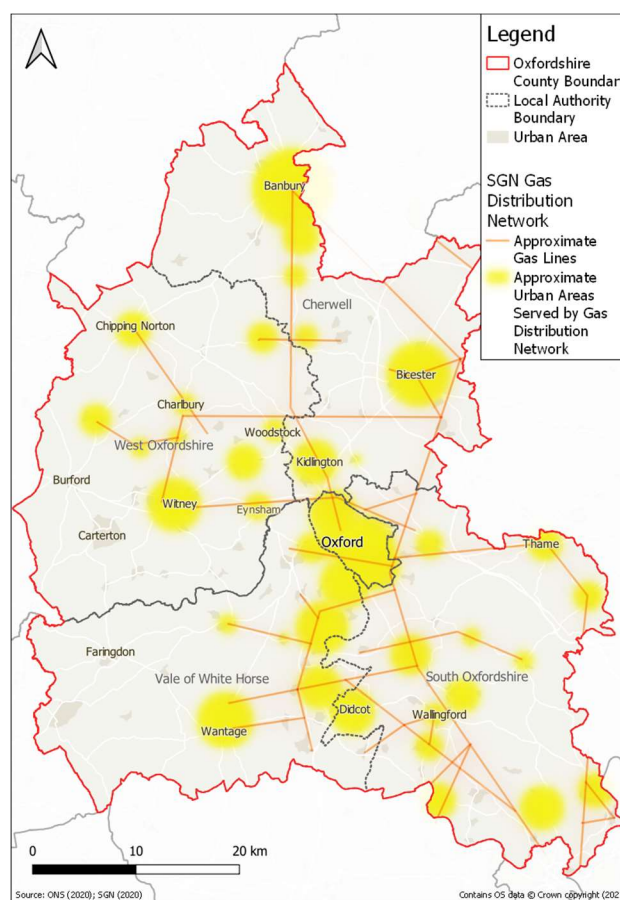 Legend
Oxfordshire
County Boundary
Local Authority
Boundary
Urban Area
SGN Gas
Distribution
Network
Approximate
Gas Lines
Approximate
Urban Areas
Served by Gas
Distribution
Network
Banbury
Cherwell
Chipping Norton
Bicester
Charlbury
Woodstock
West Oxfordshire
Kidlington
Burford
Witney
Eynsham
Carterton
Oxford
Thame
Faringdon
Vale of White Horse
South Oxfordshire
Didcot
Wallingford
Wantage
0 10 20 km
Source: ONS (2020); SGN (2020)
Contains OS data © Crown copyright (202